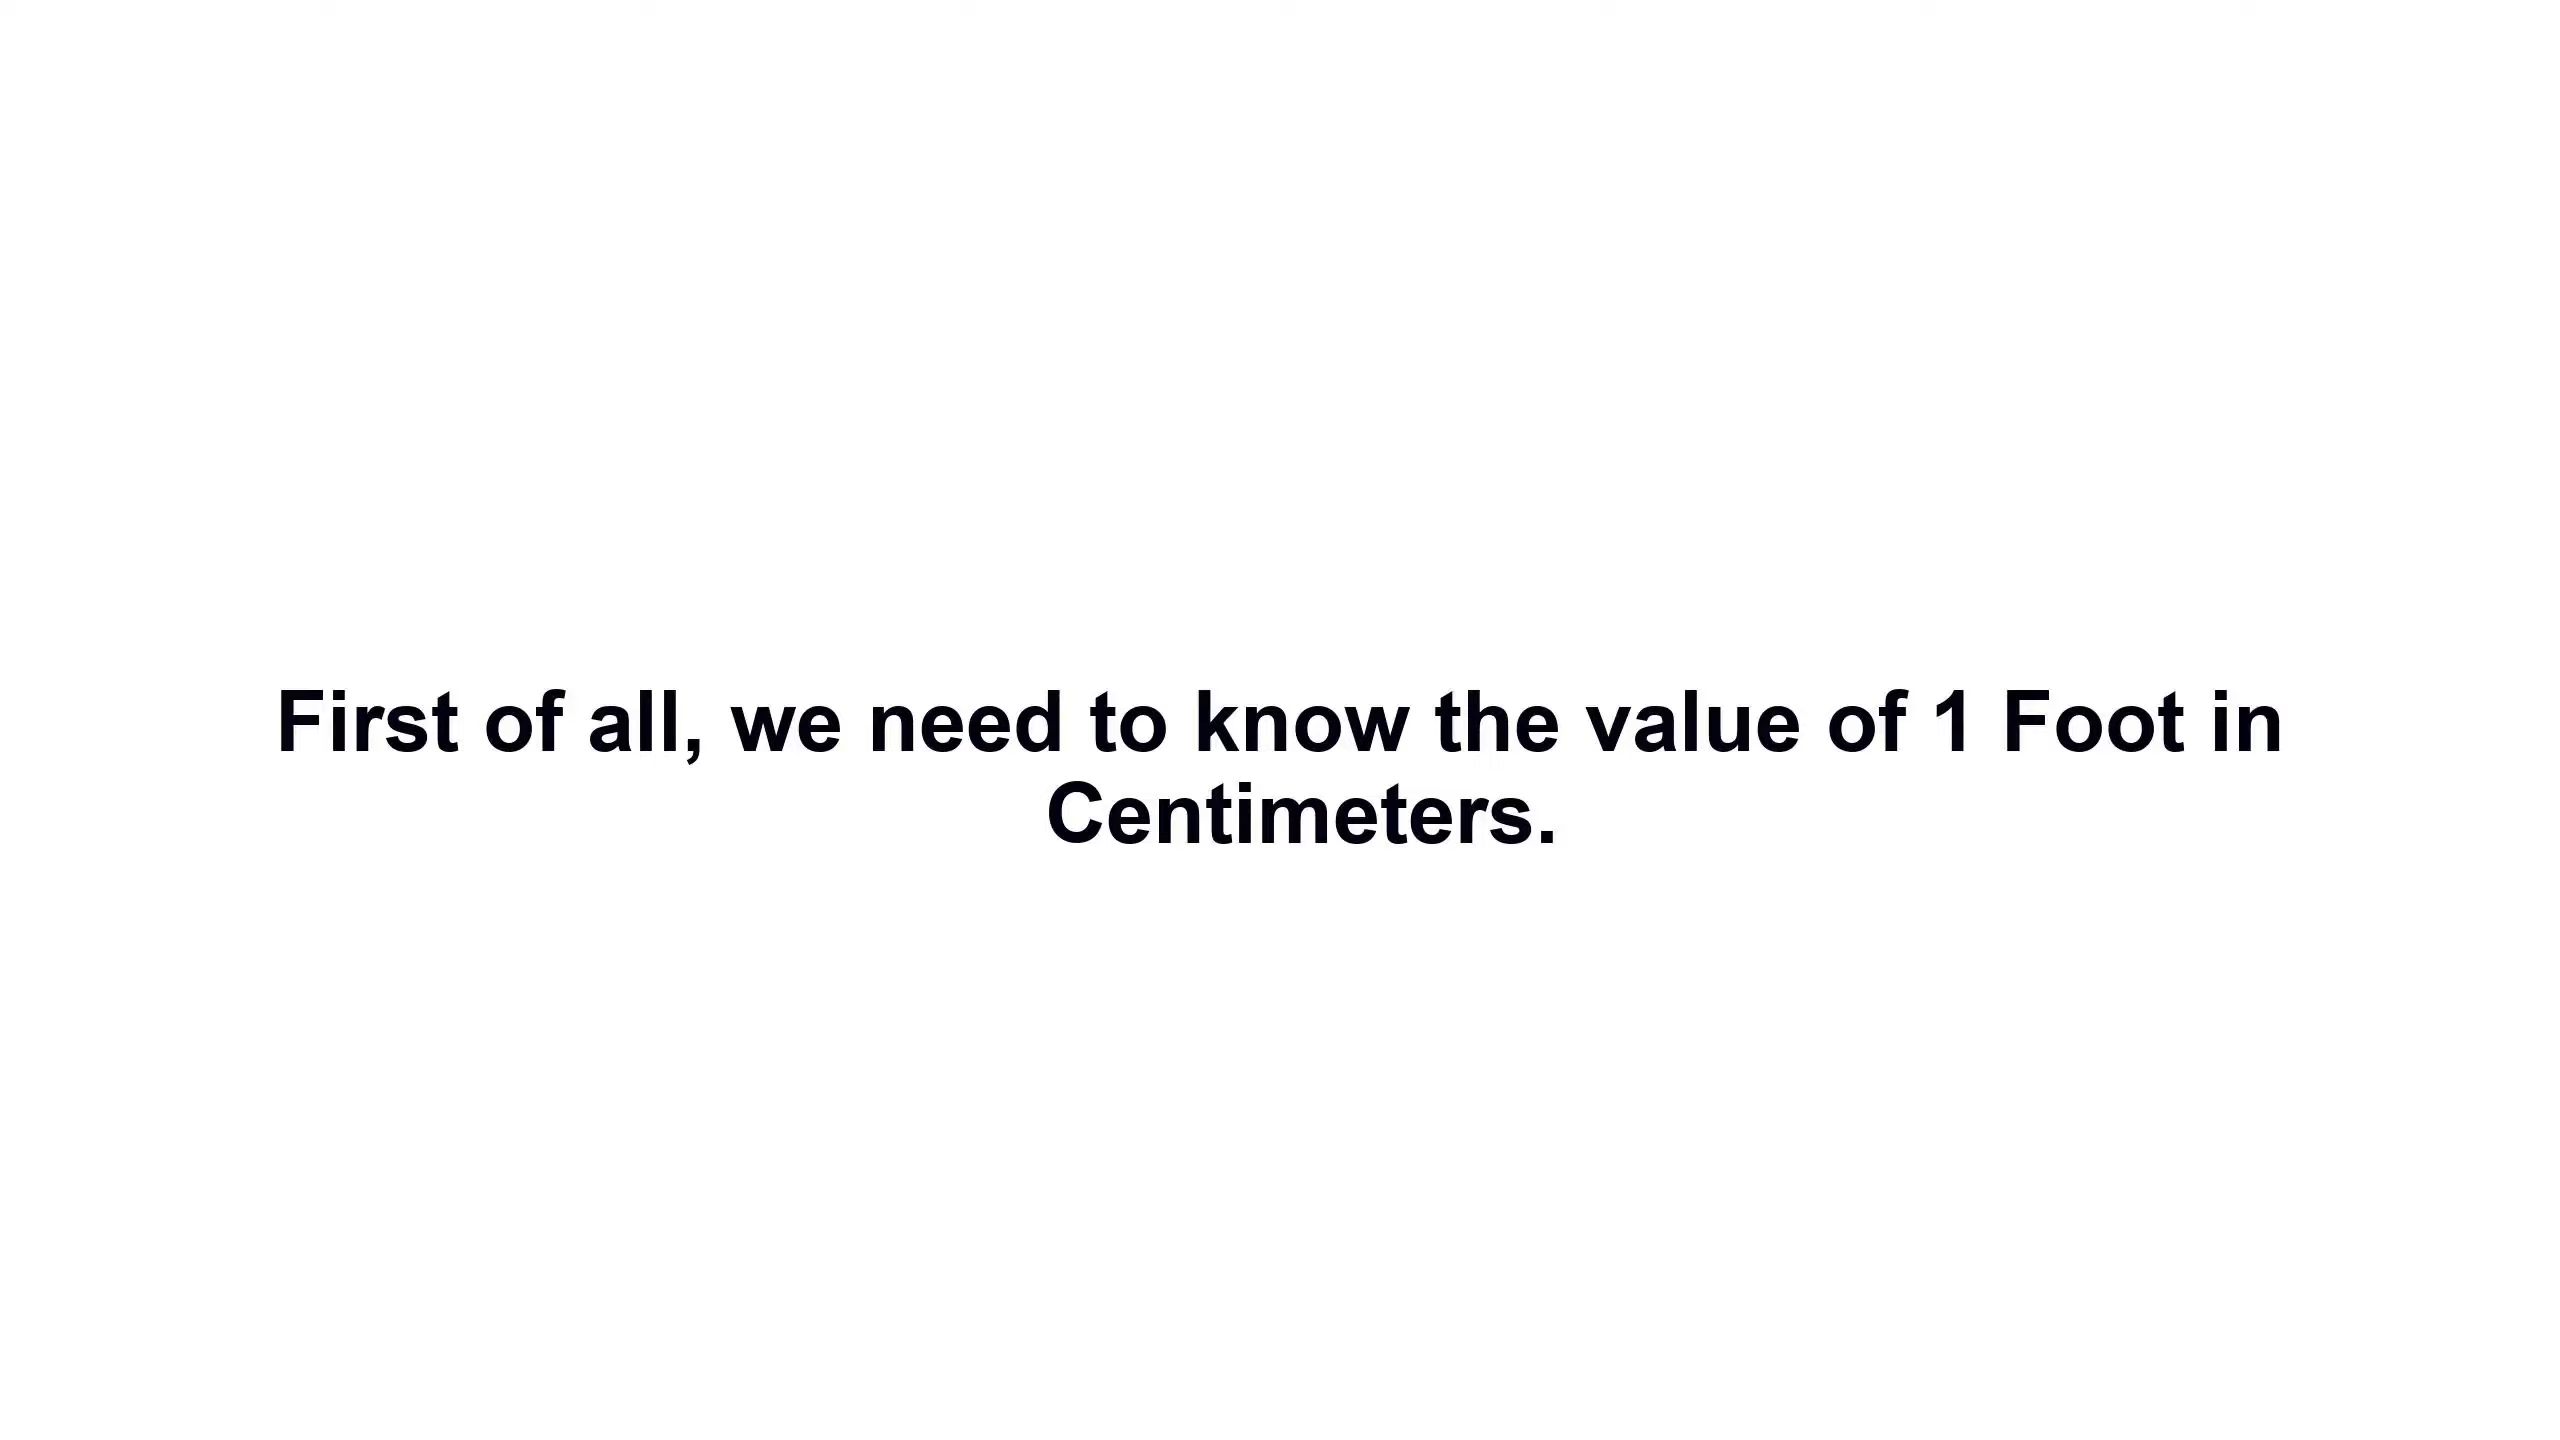 First of all, we need to know the value of 1 Foot in
Centimeters.